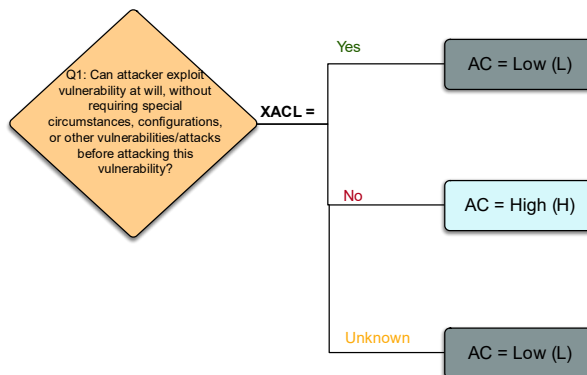 Q1: Can attacker exploit
vulnerability at will, without
requiring special
circumstances, configurations,
or other vulnerabilities/attacks
before attacking this
vulnerability?
XACL =
Yes
AC = Low (L)
No
AC = High (H)
Unknown
AC = Low (L)